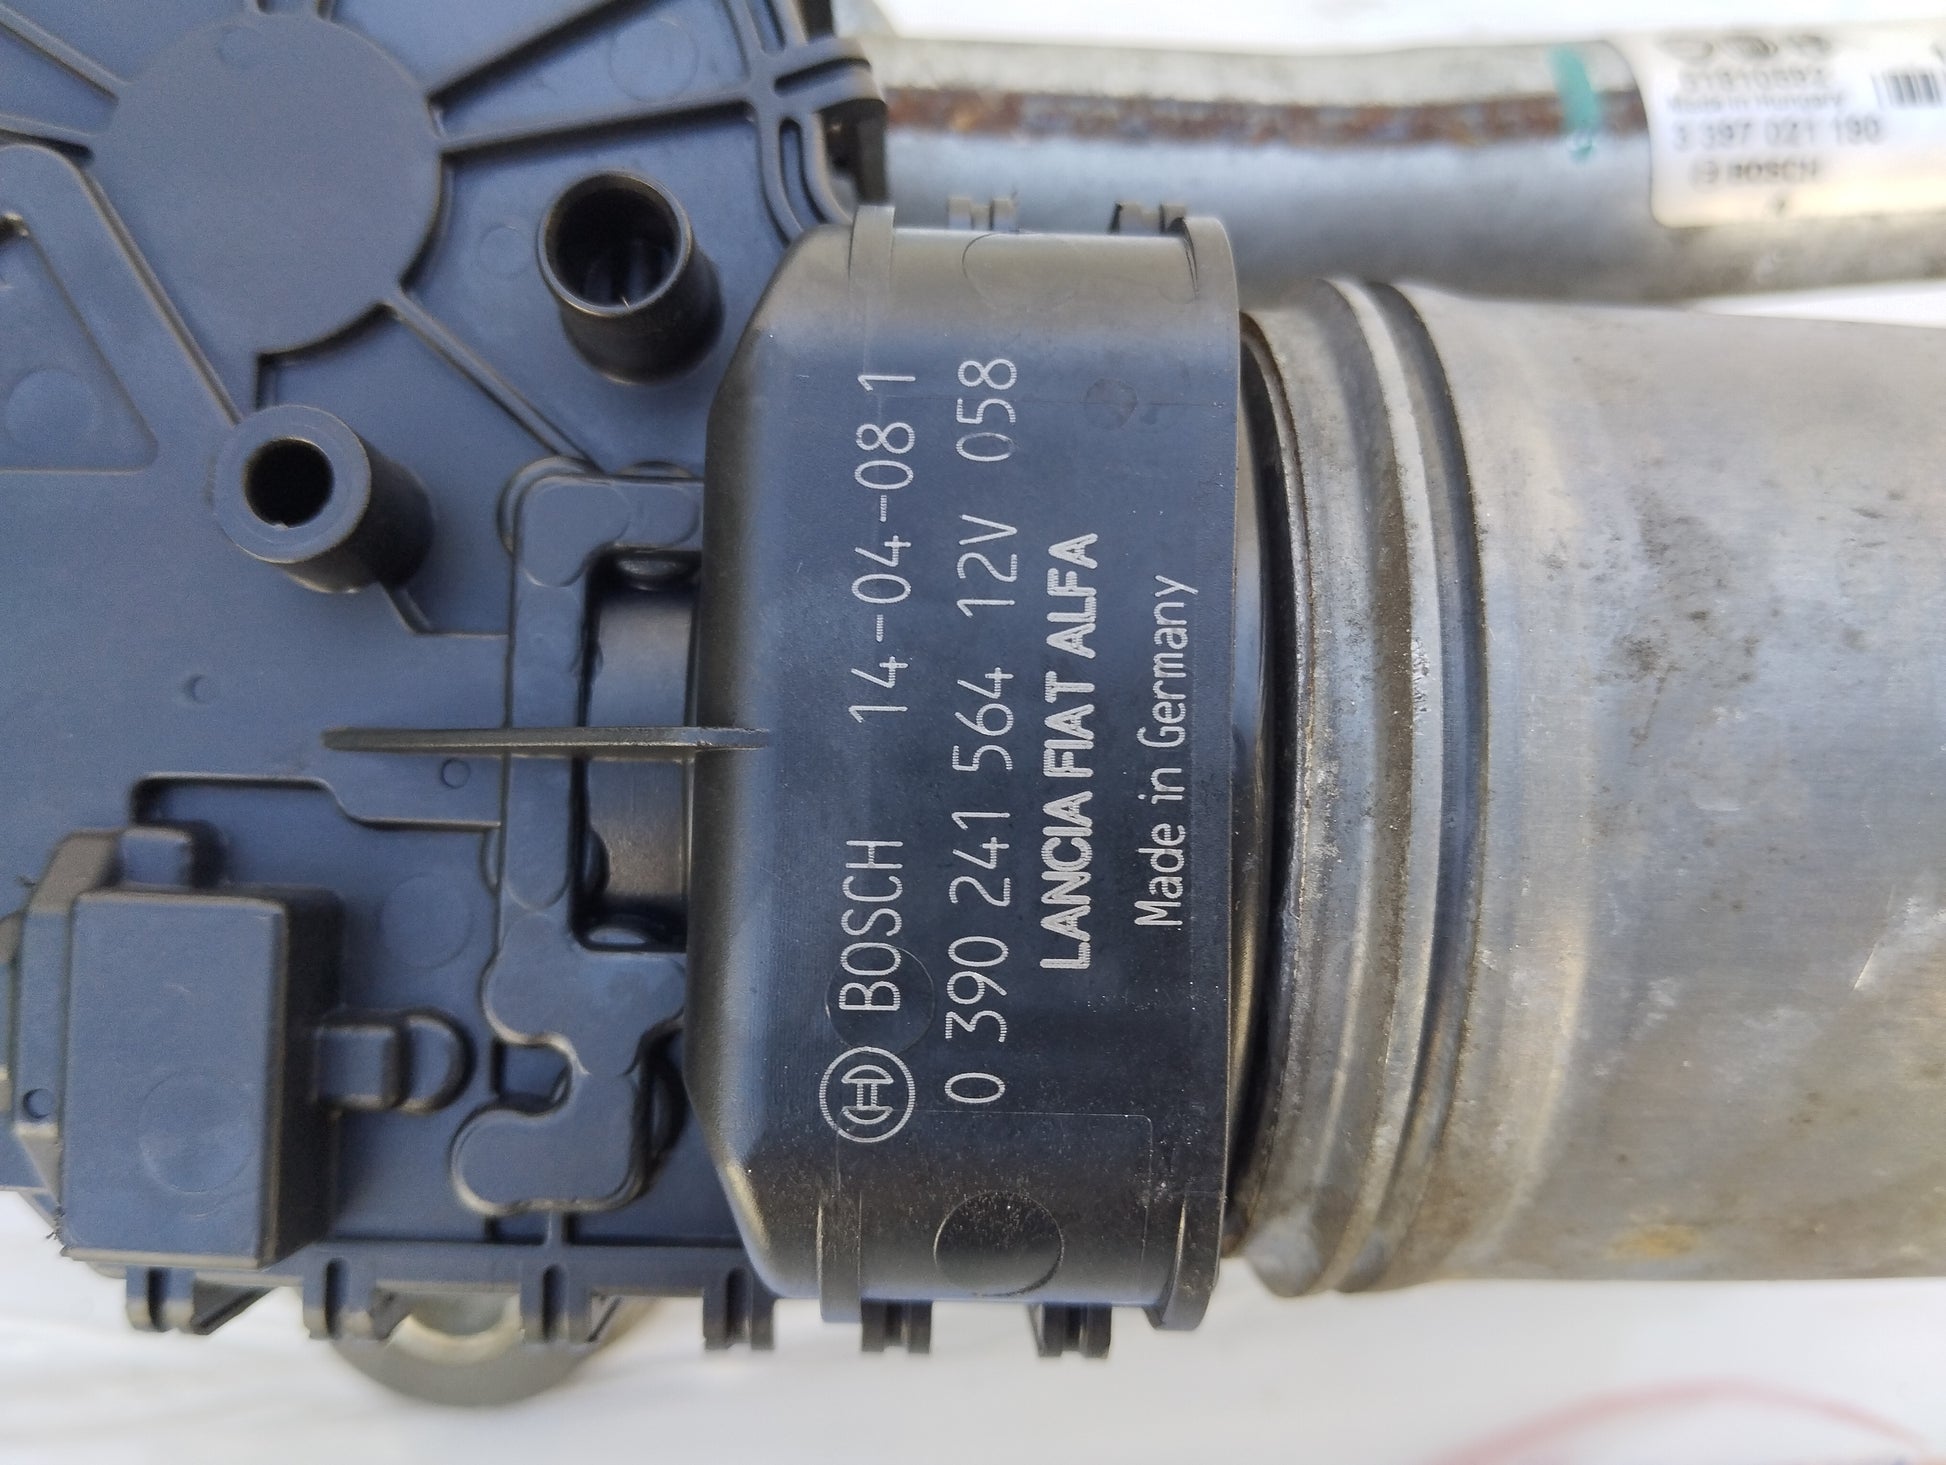 BOSCH 14-04-08 1
0 390 241 564 12V 058
LANCIA FIAT ALFA
Made in Germany
Made in Hungary
3 397 021 190
BOSCH